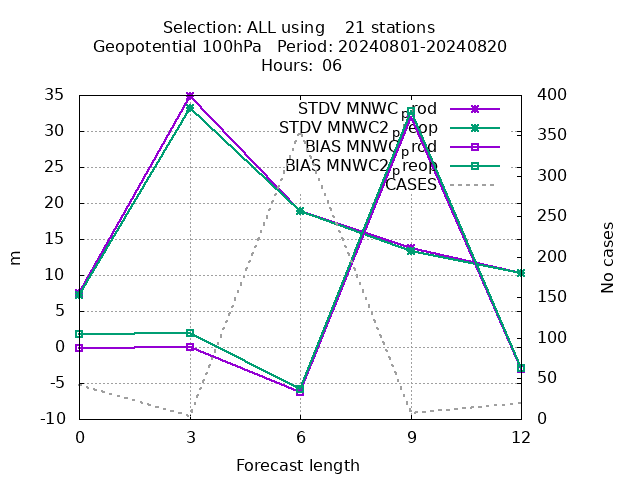 Selection: ALL using    21 stations
Geopotential 100hPa   Period: 20240801-20240820
Hours: 06
35
30
25
20
15
10
5
0
-5
-10
400
350
300
250
200
150
100
50
0
STDV MNWC_prod
STDV MNWC2_preop
BIAS MNWC_prod
BIAS MNWC2_preop
CASES
m
No cases
0 3 6 9 12
Forecast length